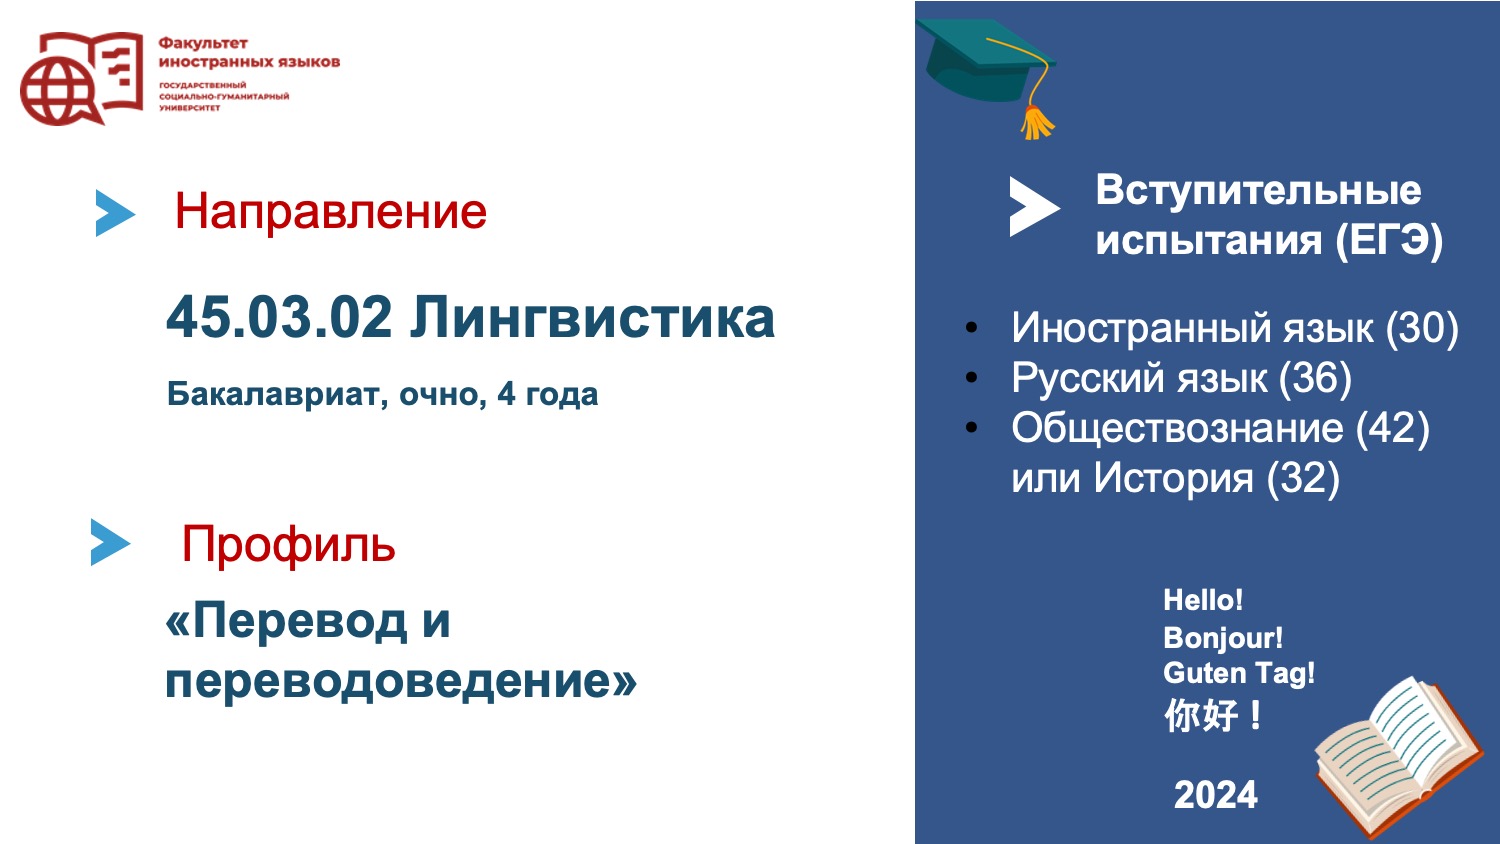 Факультет
иностранных языков
ГОСУДАРСТВЕННЫЙ
СОЦИАЛЬНО-ГУМАНИТАРНЫЙ
УНИВЕРСИТЕТ
Направление
45.03.02 Лингвистика
Бакалавриат, очно, 4 года
Профиль
«Перевод и
переводоведение»
Вступительные
испытания (ЕГЭ)
• Иностранный язык (30)
• Русский язык (36)
• Обществознание (42)
или История (32)
Hello!
Bonjour!
Guten Tag!
你好！
2024